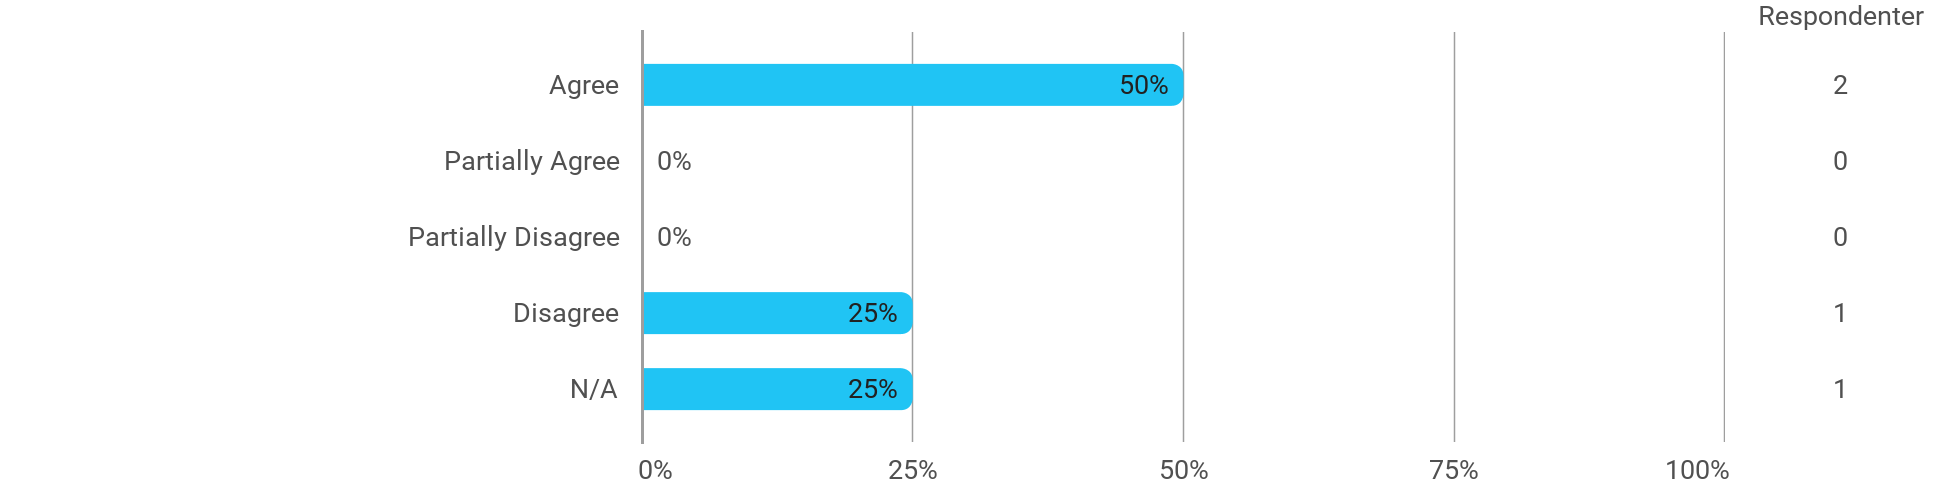 Respondenter
Agree 50% 2
Partially Agree 0% 0
Partially Disagree 0% 0
Disagree 25% 1
N/A 25% 1
0% 25% 50% 75% 100%